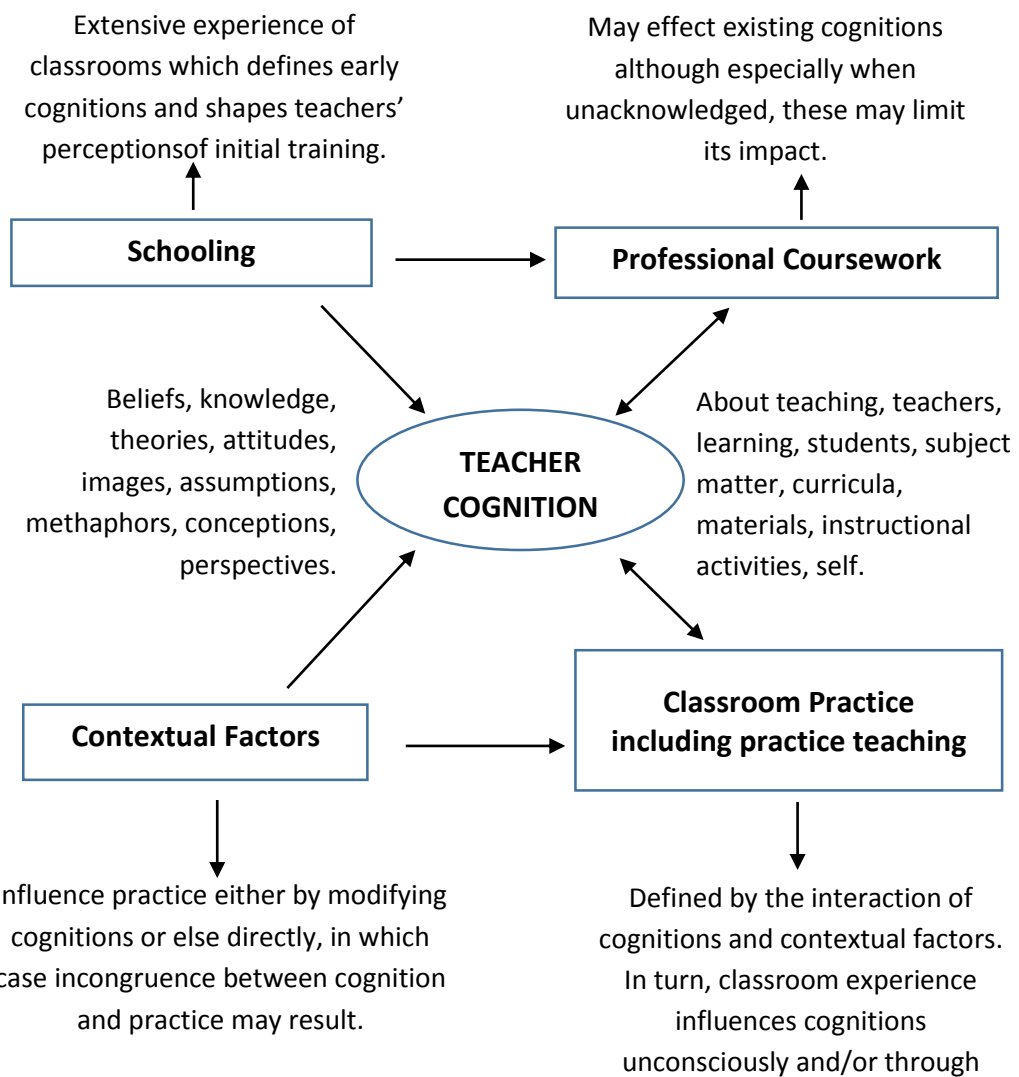 Extensive experience of
classrooms which defines early
cognitions and shapes teachers’
perceptionsof initial training.
May effect existing cognitions
although especially when
unacknowledged, these may limit
its impact.
Schooling
Professional Coursework
Beliefs, knowledge,
theories, attitudes,
images, assumptions,
methaphors, conceptions,
perspectives.
TEACHER
COGNITION
About teaching, teachers,
learning, students, subject
matter, curricula,
materials, instructional
activities, self.
Contextual Factors
Classroom Practice
including practice teaching
nfluence practice either by modifying
cognitions or else directly, in which
case incongruence between cognition
and practice may result.
Defined by the interaction of
cognitions and contextual factors.
In turn, classroom experience
influences cognitions
unconsciously and/or through